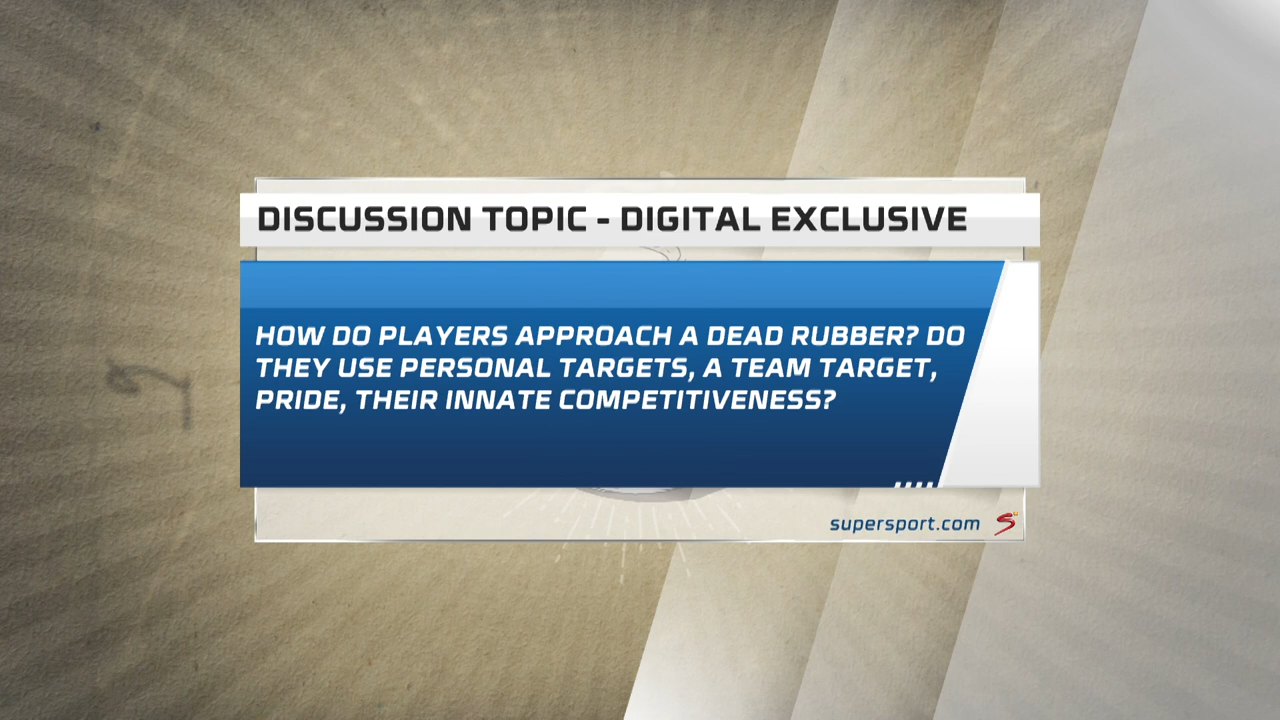 DISCUSSION TOPIC - DIGITAL EXCLUSIVE
HOW DO PLAYERS APPROACH A DEAD RUBBER? DO
THEY USE PERSONAL TARGETS, A TEAM TARGET,
PRIDE, THEIR INNATE COMPETITIVENESS?
supersport.com